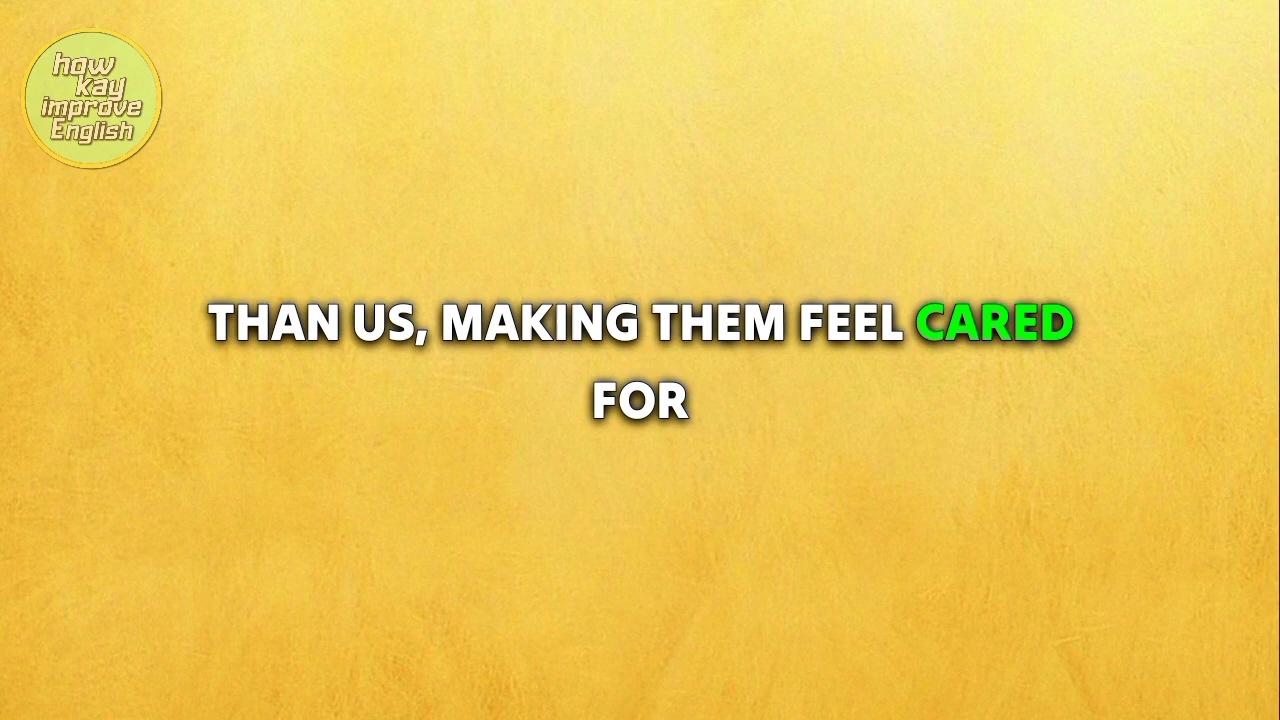 how
kay
improve
English
THAN US, MAKING THEM FEEL CARED
FOR